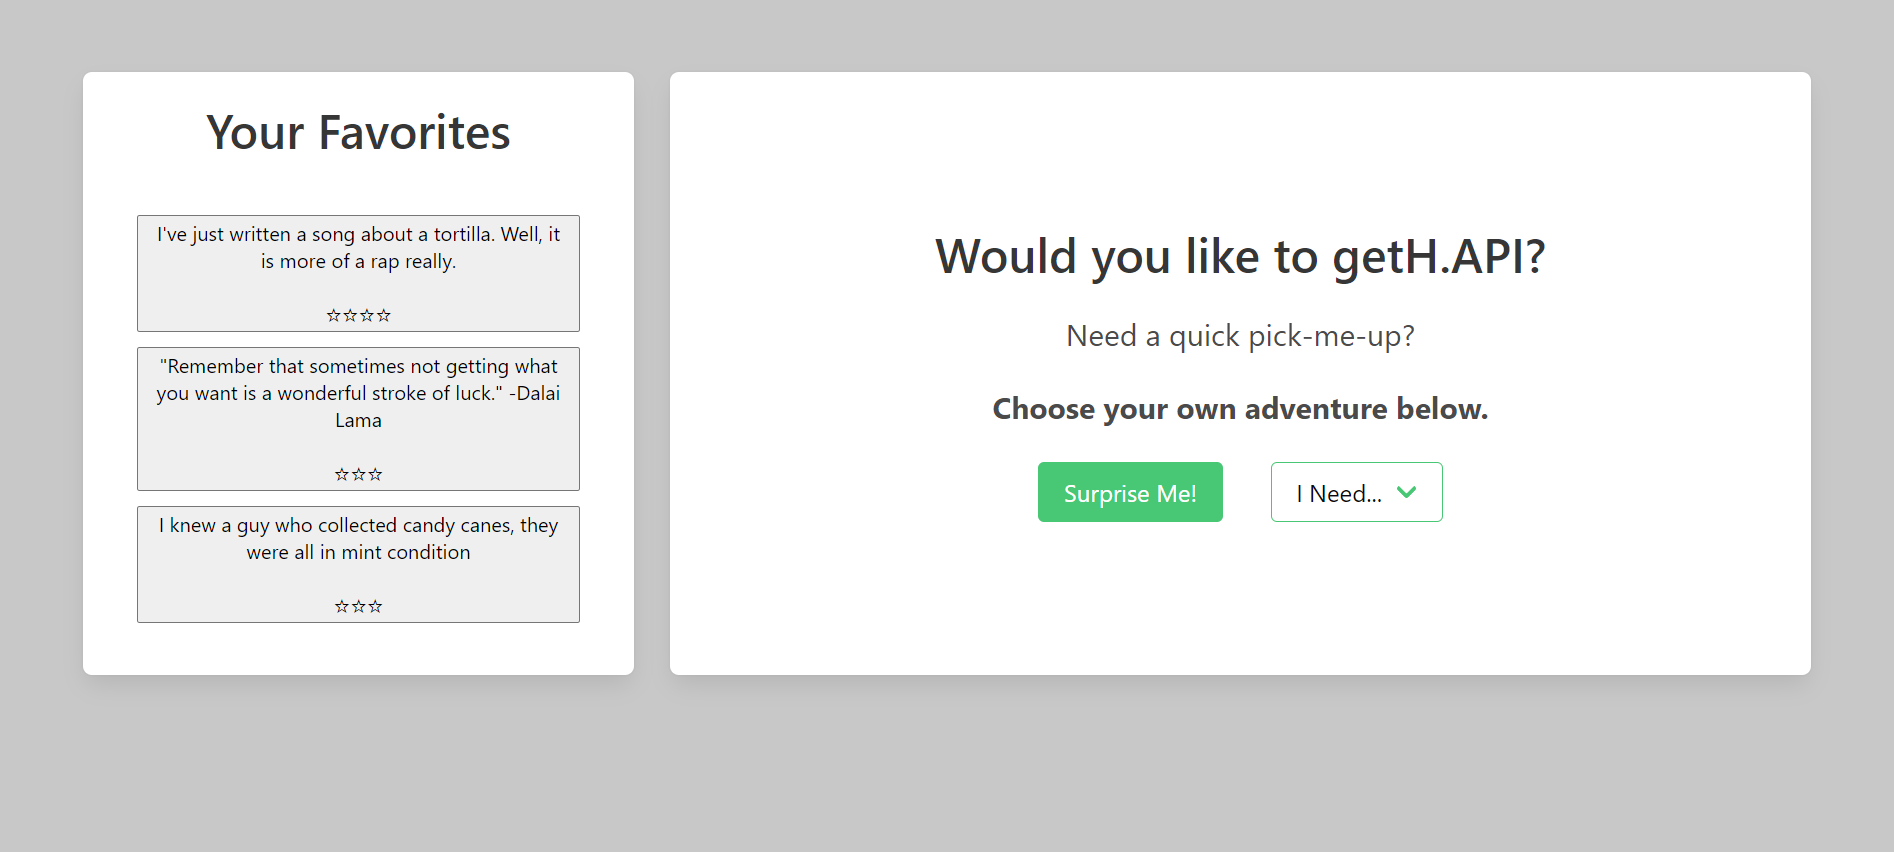 Your Favorites
I've just written a song about a tortilla. Well, it
is more of a rap really.
☆☆☆☆
"Remember that sometimes not getting what
you want is a wonderful stroke of luck." -Dalai
Lama
☆☆☆
I knew a guy who collected candy canes, they
were all in mint condition
☆☆☆
Would you like to getH.API?
Need a quick pick-me-up?
Choose your own adventure below.
Surprise Me!
I Need...